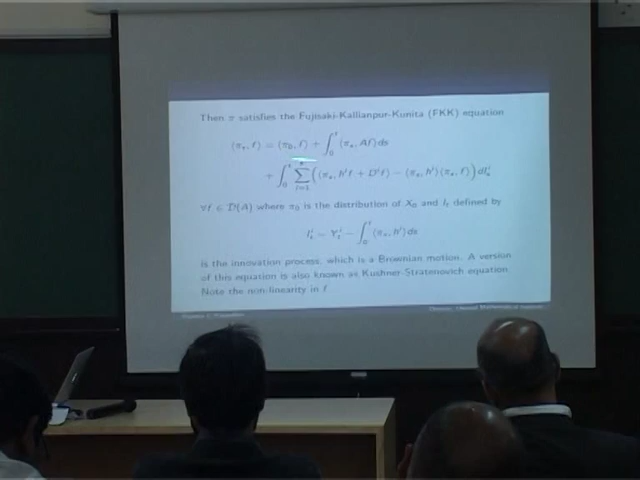 Then π satisfies the Fujisaki-Kallianpur-Kunita (FKK) equation
⟨π_t, f⟩ = ⟨π_0, f⟩ + ∫_0^t ⟨π_s, Af⟩ds
+ ∫_0^t ∑_{i=1} (⟨π_s, h^i f + D^i f⟩ − ⟨π_s, h^i⟩⟨π_s, f⟩) dI_s^i
∀f ∈ D(A) where π_0 is the distribution of X_0 and I_t defined by
I_t^i = Y_t^i − ∫_0^t ⟨π_s, h^i⟩ds
is the innovation process, which is a Brownian motion. A version
of this equation is also known as Kushner-Stratonovich equation.
Note the non-linearity in f